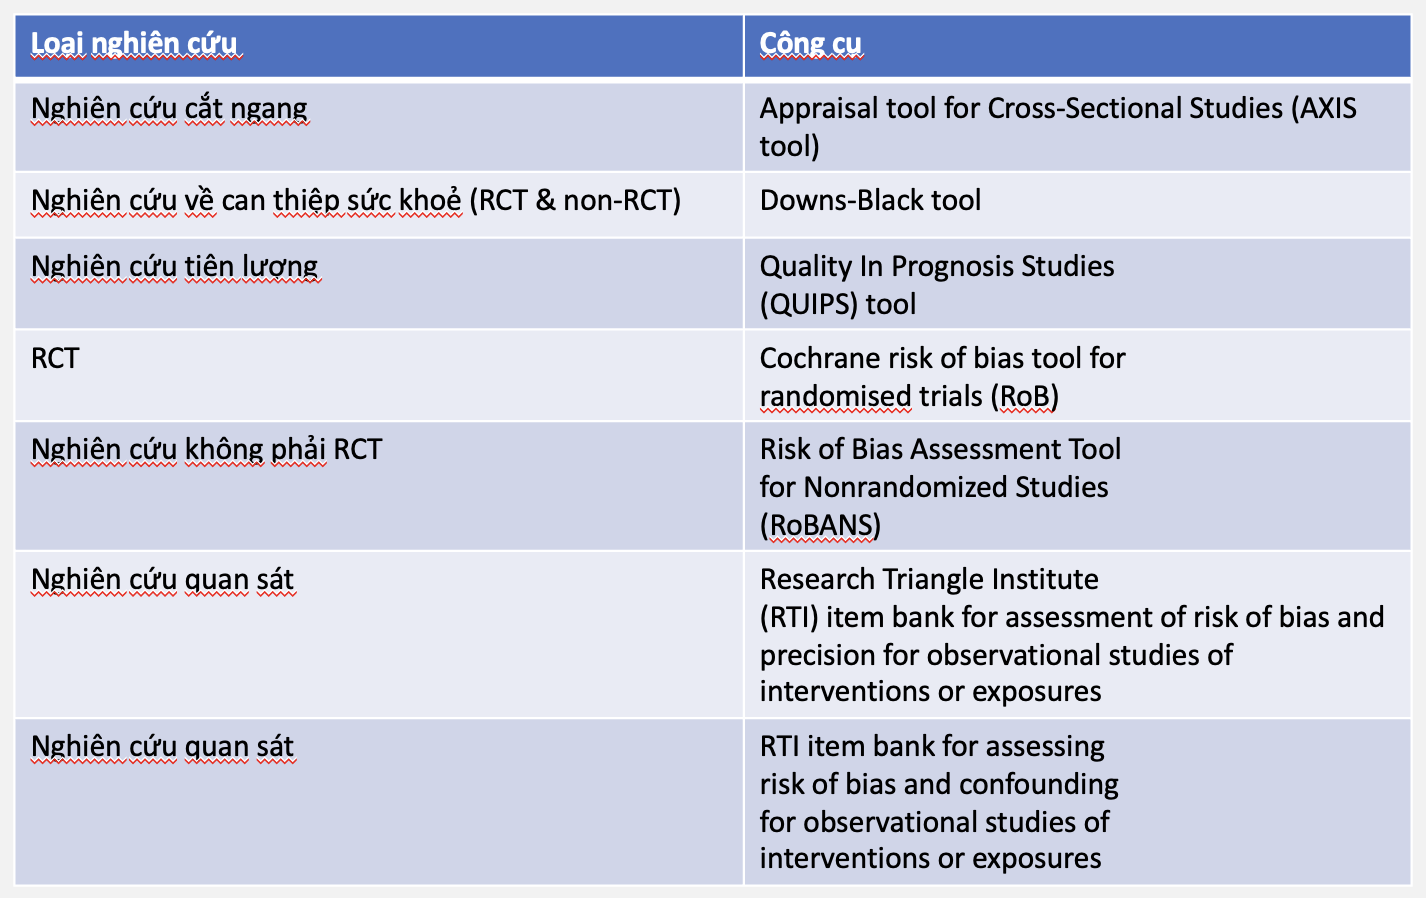 Loại nghiên cứu
Công cụ
Nghiên cứu cắt ngang
Appraisal tool for Cross-Sectional Studies (AXIS
tool)
Nghiên cứu về can thiệp sức khoẻ (RCT & non-RCT)
Downs-Black tool
Nghiên cứu tiên lượng
Quality In Prognosis Studies
(QUIPS) tool
RCT
Cochrane risk of bias tool for
randomised trials (RoB)
Nghiên cứu không phải RCT
Risk of Bias Assessment Tool
for Nonrandomized Studies
(RoBANS)
Nghiên cứu quan sát
Research Triangle Institute
(RTI) item bank for assessment of risk of bias and
precision for observational studies of
interventions or exposures
Nghiên cứu quan sát
RTI item bank for assessing
risk of bias and confounding
for observational studies of
interventions or exposures